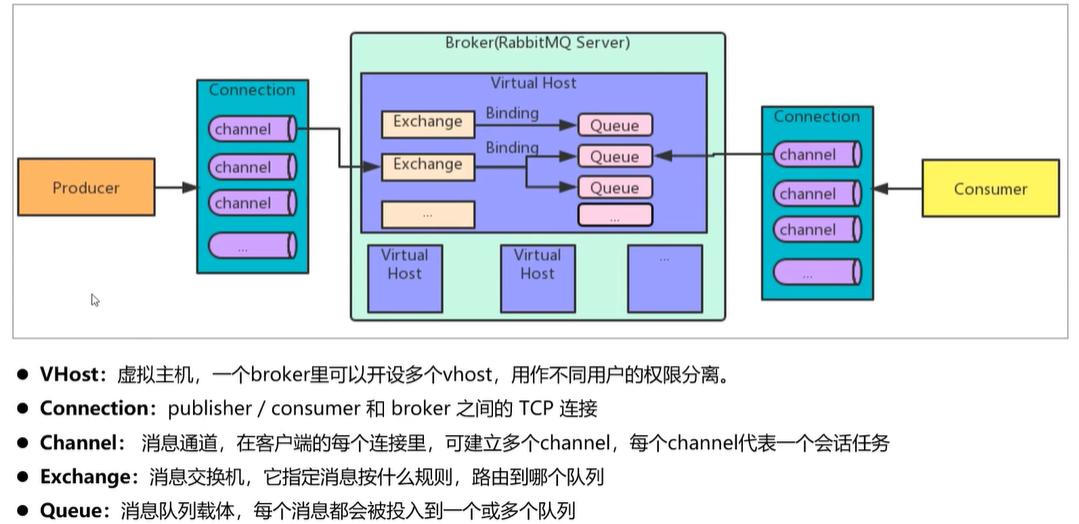 Broker(RabbitMQ Server)
Virtual Host
Connection
channel
channel
channel
...
Producer
Exchange
Binding
Queue
Exchange
Binding
Queue
Queue
...
...
Virtual
Host
Virtual
Host
...
Connection
channel
channel
channel
...
Consumer
● VHost：虚拟主机，一个broker里可以开设多个vhost，用作不同用户的权限分离。
● Connection：publisher / consumer 和 broker 之间的 TCP 连接
● Channel： 消息通道，在客户端的每个连接里，可建立多个channel，每个channel代表一个会话任务
● Exchange：消息交换机，它指定消息按什么规则，路由到哪个队列
● Queue：消息队列载体，每个消息都会被投入到一个或多个队列